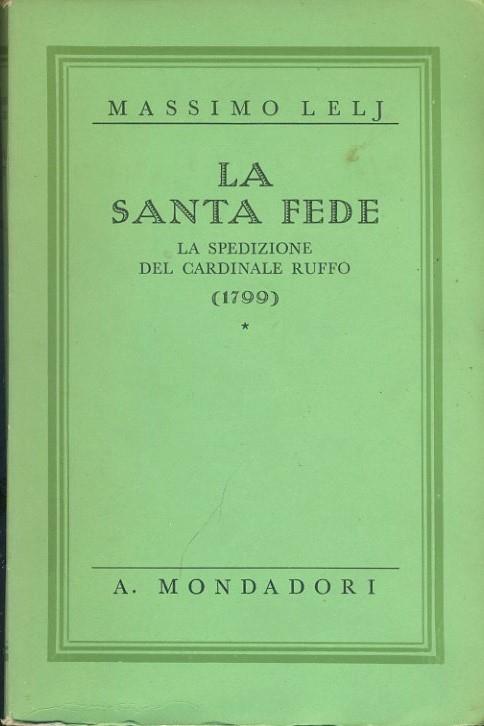 MASSIMO LELJ
LA
SANTA FEDE
LA SPEDIZIONE
DEL CARDINALE RUFFO
(1799)
*
A. MONDADORI